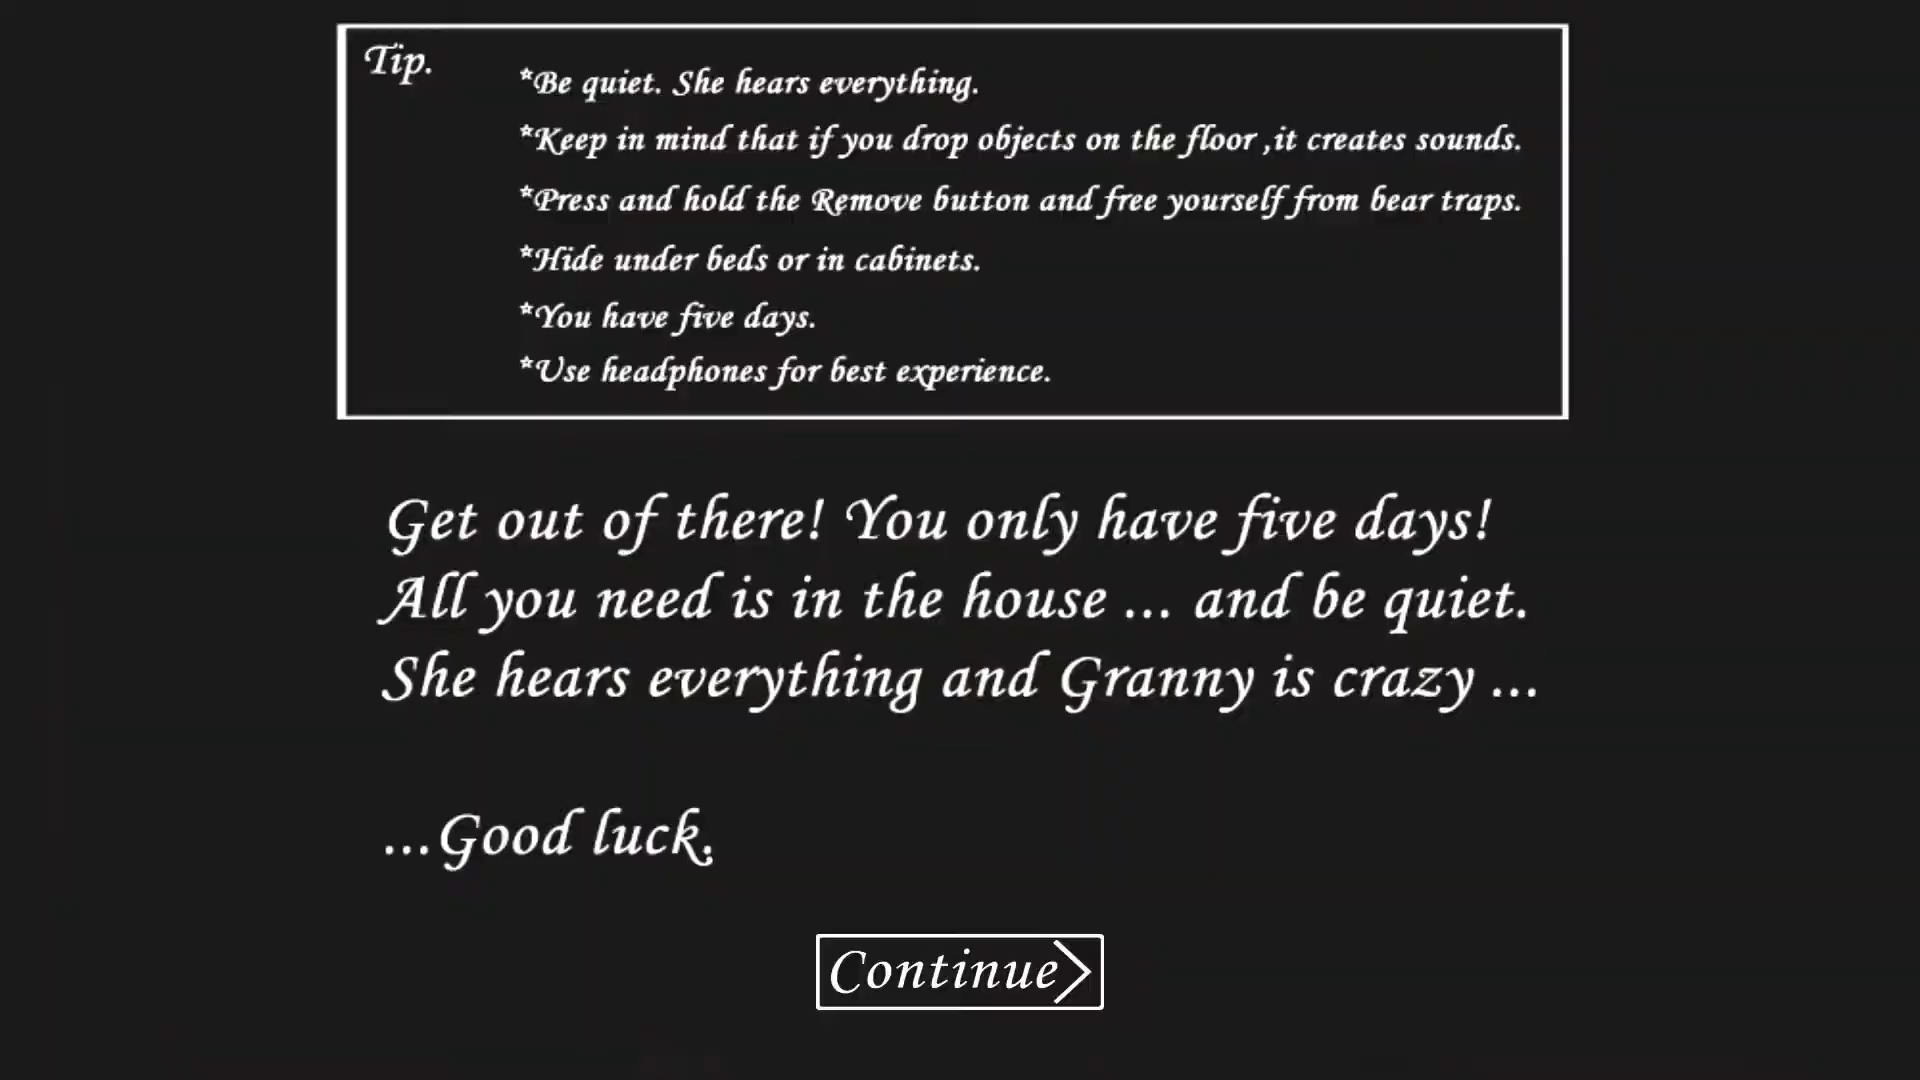 Tip.
*Be quiet. She hears everything.
*Keep in mind that if you drop objects on the floor ,it creates sounds.
*Press and hold the Remove button and free yourself from bear traps.
*Hide under beds or in cabinets.
*You have five days.
*Use headphones for best experience.
Get out of there! You only have five days!
All you need is in the house ... and be quiet.
She hears everything and Granny is crazy ...
...Good luck.
Continue